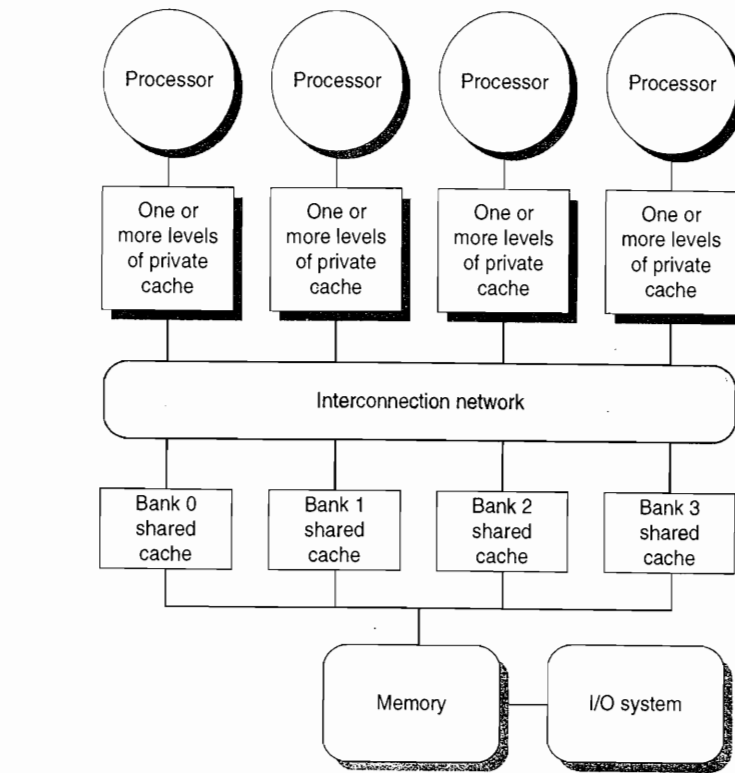 Processor
Processor
Processor
Processor
One or
more levels
of private
cache
One or
more levels
of private
cache
One or
more levels
of private
cache
One or
more levels
of private
cache
Interconnection network
Bank 0
shared
cache
Bank 1
shared
cache
Bank 2
shared
cache
Bank 3
shared
cache
Memory
I/O system